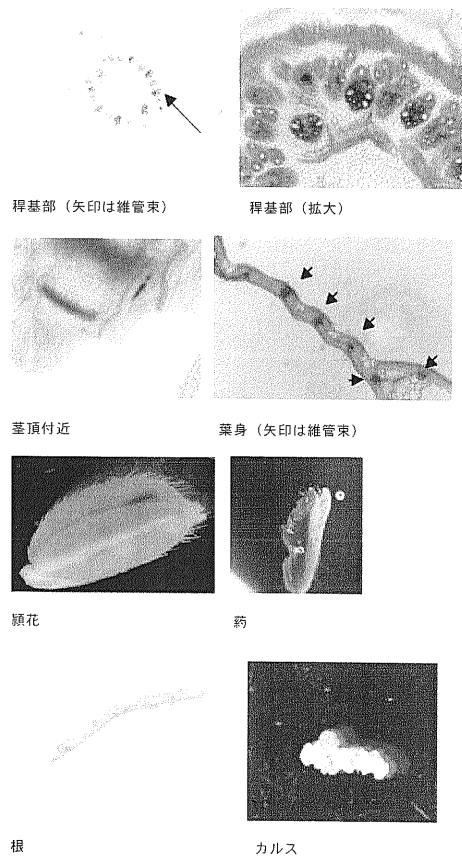 稈基部（矢印は維管束）
稈基部（拡大）
茎頂付近
葉身（矢印は維管束）
頴花
葯
根
カルス